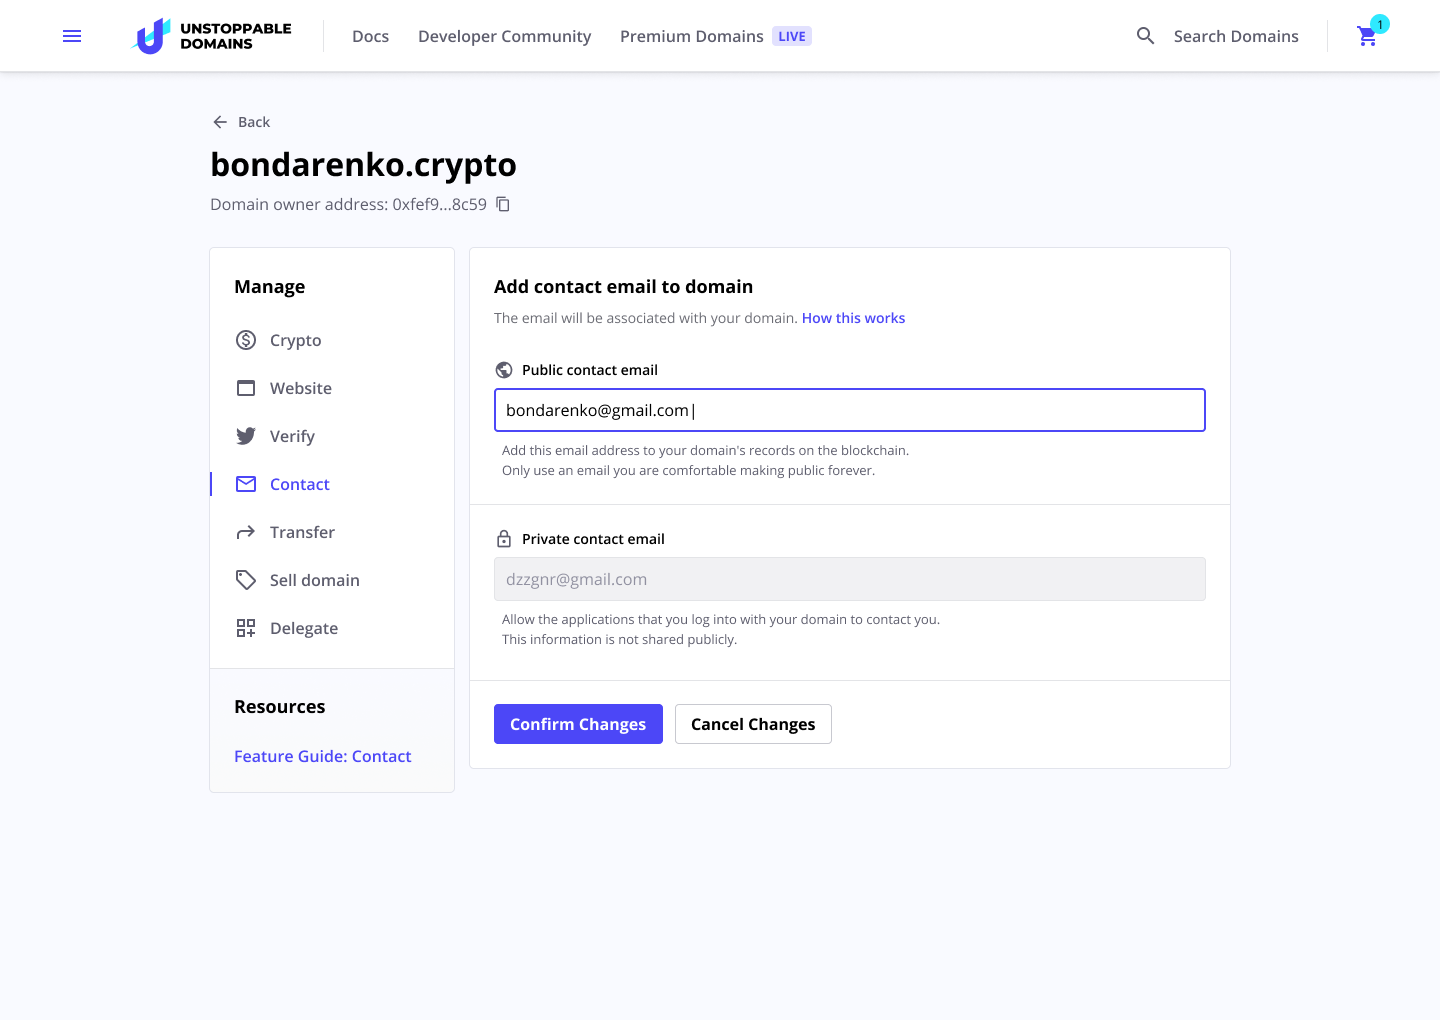 UNSTOPPABLE
DOMAINS
Docs
Developer Community
Premium Domains LIVE
Search Domains
1
Back
bondarenko.crypto
Domain owner address: 0xfef9...8c59
Manage
Crypto
Website
Verify
Contact
Transfer
Sell domain
Delegate
Resources
Feature Guide: Contact
Add contact email to domain
The email will be associated with your domain. How this works
Public contact email
bondarenko@gmail.com|
Add this email address to your domain's records on the blockchain.
Only use an email you are comfortable making public forever.
Private contact email
dzzgnr@gmail.com
Allow the applications that you log into with your domain to contact you.
This information is not shared publicly.
Confirm Changes
Cancel Changes